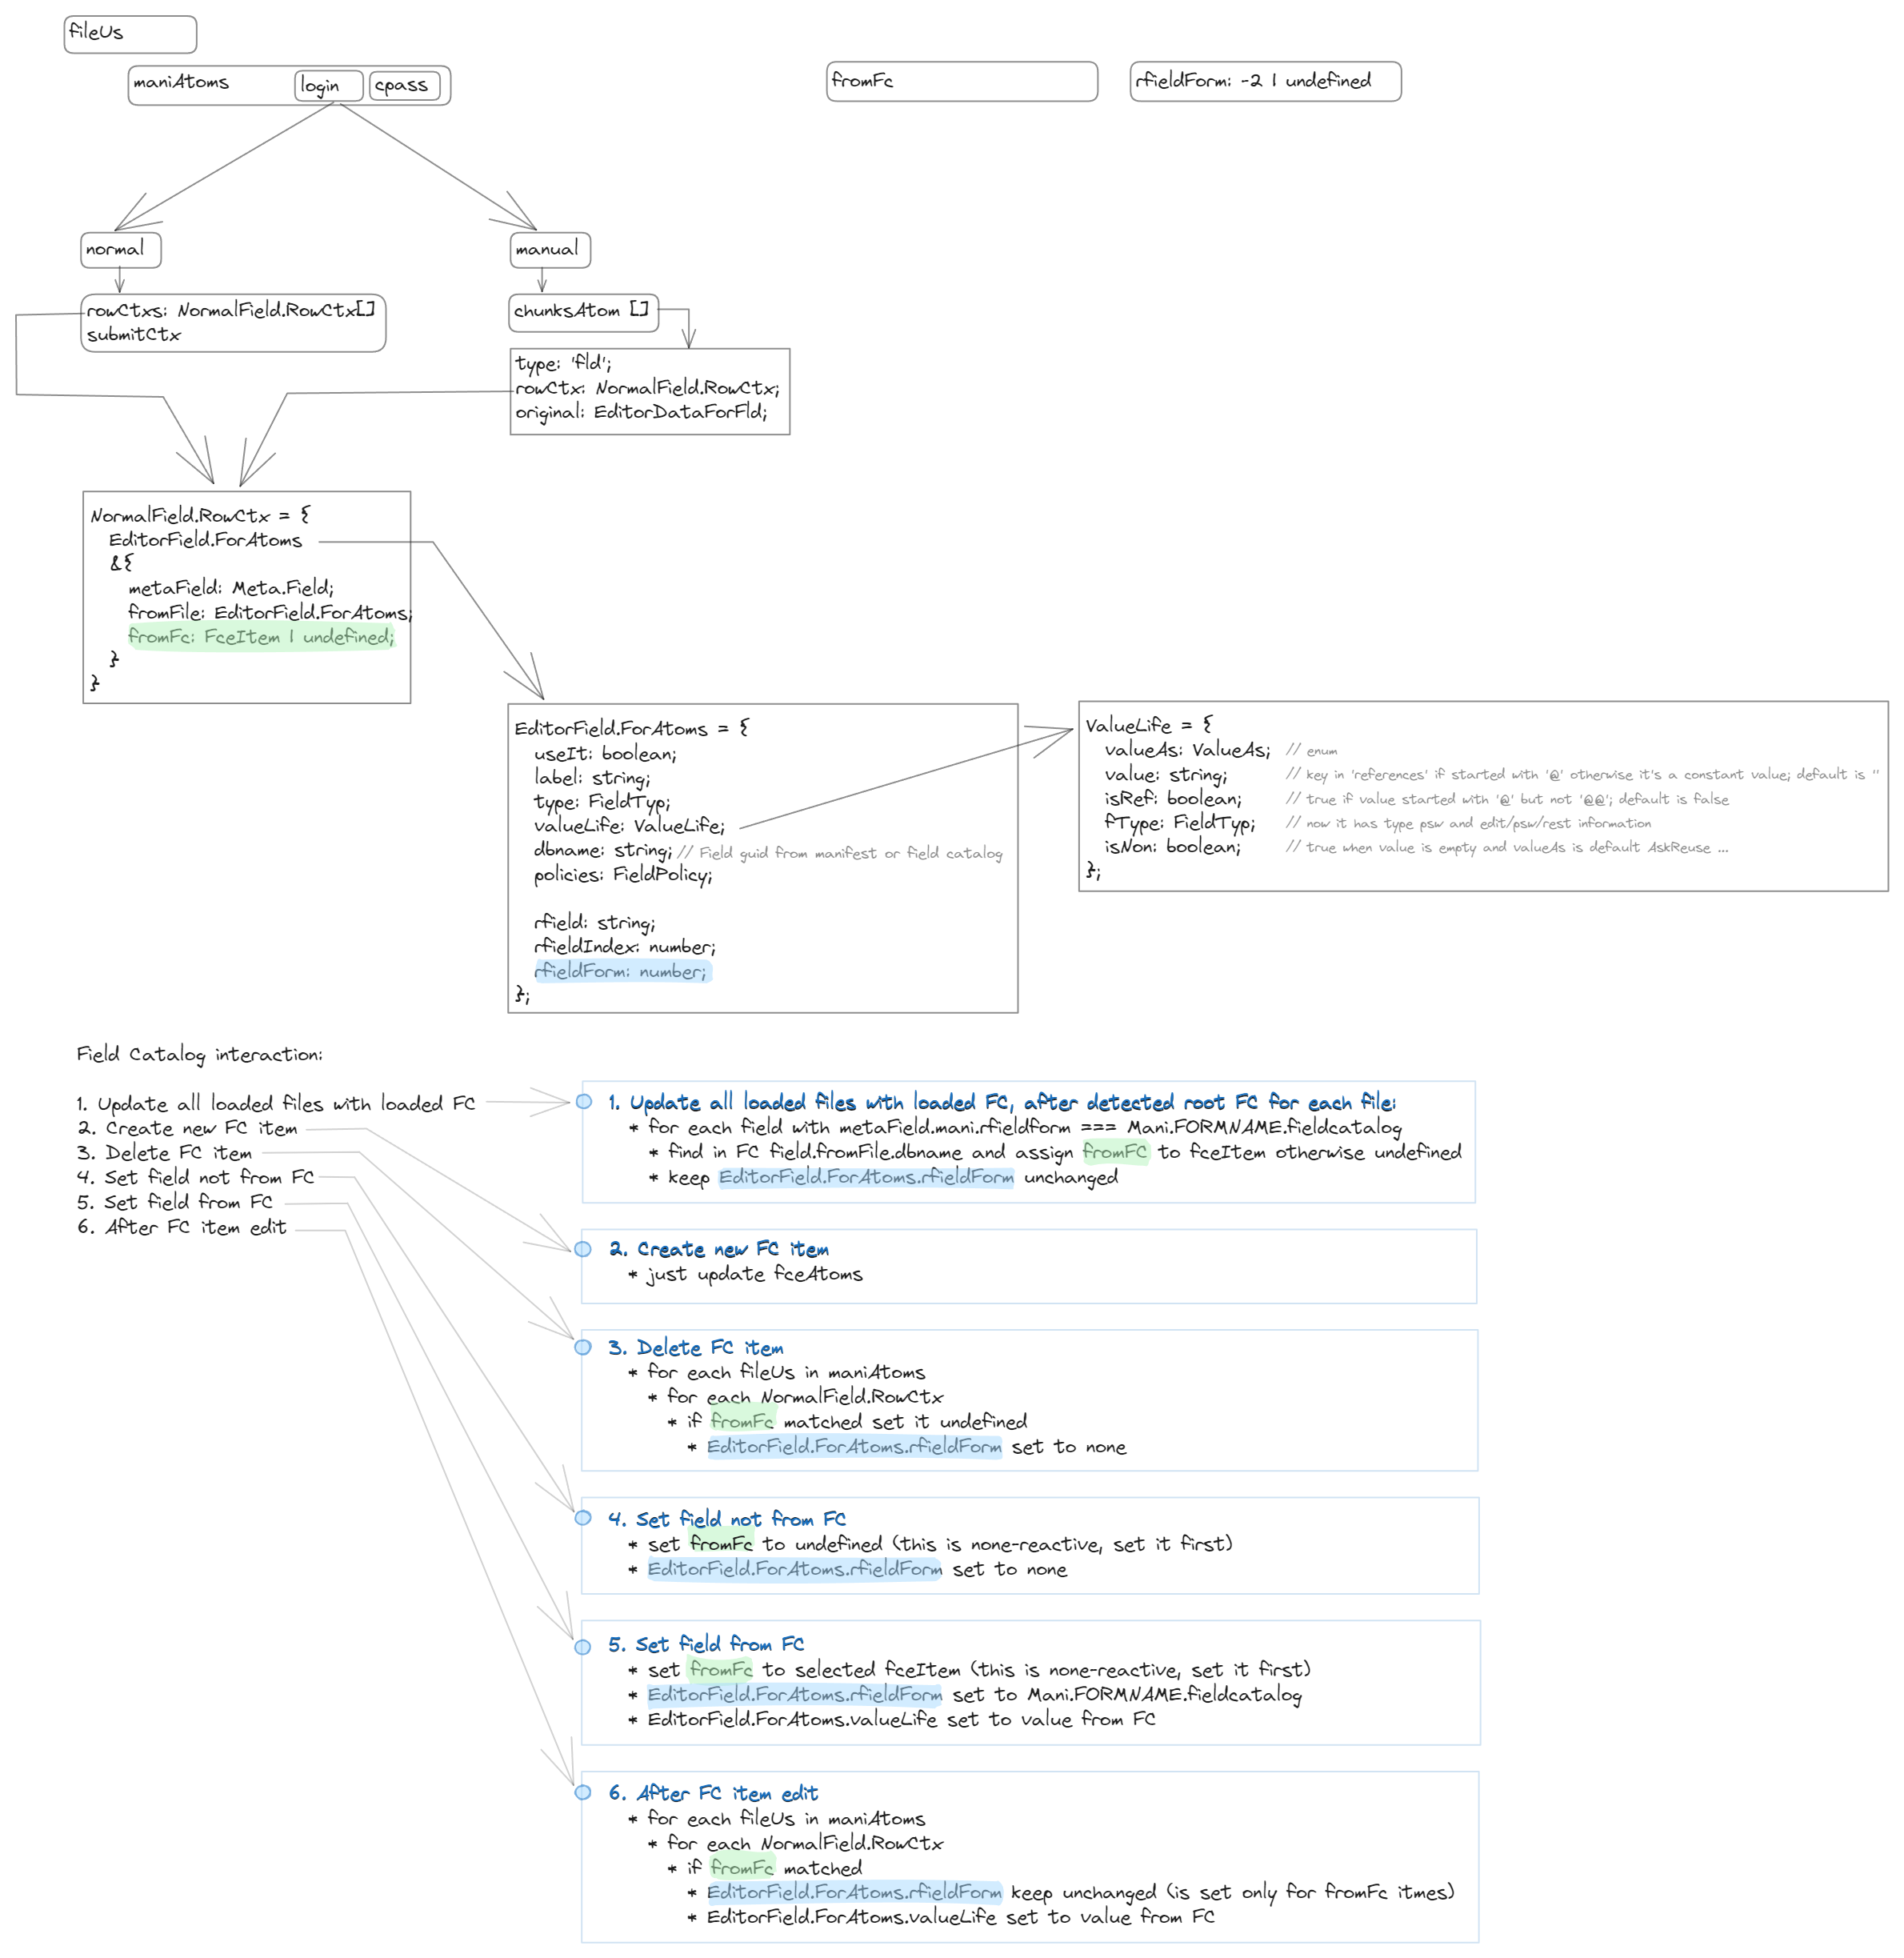 fileUs
maniAtoms login cpass
fromFc
rfieldForm: -2 | undefined
normal
manual
rowCtxs: NormalField.RowCtx[]
submitCtx
chunksAtom []
type: 'fld';
rowCtx: NormalField.RowCtx;
original: EditorDataForFld;
NormalField.RowCtx = {
EditorField.ForAtoms
&{
metaField: Meta.Field;
fromFile: EditorField.ForAtoms;
fromFc: FceItem | undefined;
}
}
EditorField.ForAtoms = {
useIt: boolean;
label: string;
type: FieldTyp;
valueLife: ValueLife;
dbname: string; // Field guid from manifest or field catalog
policies: FieldPolicy;
rfield: string;
rfieldIndex: number;
rfieldForm: number;
};
ValueLife = {
valueAs: ValueAs; // enum
value: string; // key in 'references' if started with '@' otherwise it's a constant value; default is ''
isRef: boolean; // true if value started with '@' but not '@@'; default is false
fType: FieldTyp; // now it has type psw and edit/psw/rest information
isNon: boolean; // true when value is empty and valueAs is default AskReuse ...
};
Field Catalog interaction:
1. Update all loaded files with loaded FC
2. Create new FC item
3. Delete FC item
4. Set field not from FC
5. Set field from FC
6. After FC item edit
1. Update all loaded files with loaded FC, after detected root FC for each file:
* for each field with metaField.mani.rfieldform === Mani.FORMNAME.fieldcatalog
* find in FC field.fromFile.dbname and assign fromFC to fceItem otherwise undefined
* keep EditorField.ForAtoms.rfieldForm unchanged
2. Create new FC item
* just update fceAtoms
3. Delete FC item
* for each fileUs in maniAtoms
* for each NormalField.RowCtx
* if fromFc matched set it undefined
* EditorField.ForAtoms.rfieldForm set to none
4. Set field not from FC
* set fromFc to undefined (this is none-reactive, set it first)
* EditorField.ForAtoms.rfieldForm set to none
5. Set field from FC
* set fromFc to selected fceItem (this is none-reactive, set it first)
* EditorField.ForAtoms.rfieldForm set to Mani.FORMNAME.fieldcatalog
* EditorField.ForAtoms.valueLife set to value from FC
6. After FC item edit
* for each fileUs in maniAtoms
* for each NormalField.RowCtx
* if fromFc matched
* EditorField.ForAtoms.rfieldForm keep unchanged (is set only for fromFc itmes)
* EditorField.ForAtoms.valueLife set to value from FC